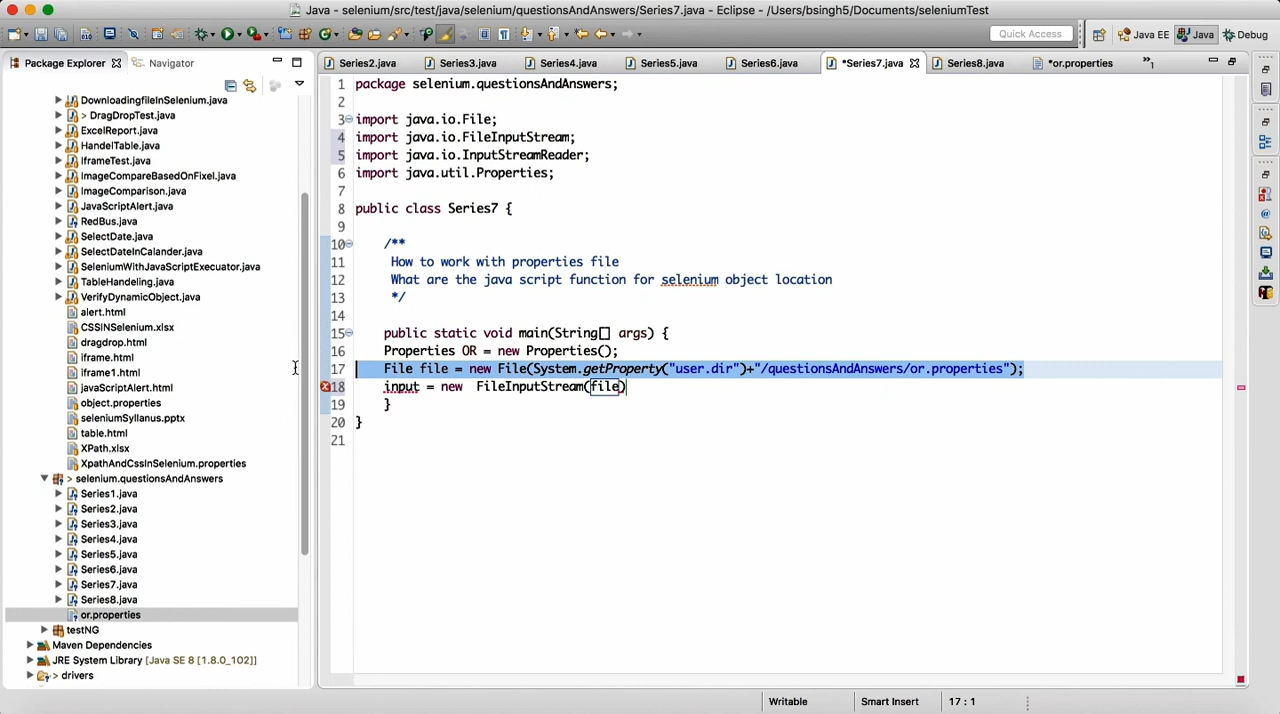 Java - selenium/src/test/java/selenium/questionsAndAnswers/Series7.java - Eclipse - /Users/bsingh5/Documents/seleniumTest
Quick Access
Java EE
Java
Debug
Package Explorer
Navigator
Series2.java
Series3.java
Series4.java
Series5.java
Series6.java
*Series7.java
Series8.java
*or.properties
»1
DownloadingfileInSelenium.java
> DragDropTest.java
ExcelReport.java
HandelTable.java
IframeTest.java
ImageCompareBasedOnFixel.java
ImageComparison.java
JavaScriptAlert.java
RedBus.java
SelectDate.java
SelectDateInCalander.java
SeleniumWithJavaScriptExecuator.java
TableHandeling.java
VerifyDynamicObject.java
alert.html
CSSINSelenium.xlsx
dragdrop.html
iframe.html
iframe1.html
javaScriptAlert.html
object.properties
seleniumSyllanus.pptx
table.html
XPath.xlsx
XpathAndCssInSelenium.properties
> selenium.questionsAndAnswers
Series1.java
Series2.java
Series3.java
Series4.java
Series5.java
Series6.java
Series7.java
Series8.java
or.properties
testNG
Maven Dependencies
JRE System Library [Java SE 8 [1.8.0_102]]
> drivers
1 package selenium.questionsAndAnswers;
2
3 import java.io.File;
4 import java.io.FileInputStream;
5 import java.io.InputStreamReader;
6 import java.util.Properties;
7
8 public class Series7 {
9
10 /**
11 How to work with properties file
12 What are the java script function for selenium object location
13 */
14
15 public static void main(String[] args) {
16 Properties OR = new Properties();
17 File file = new File(System.getProperty("user.dir")+"/questionsAndAnswers/or.properties");
18 input = new  FileInputStream(file)
19 }
20 }
21
Writable
Smart Insert
17 : 1